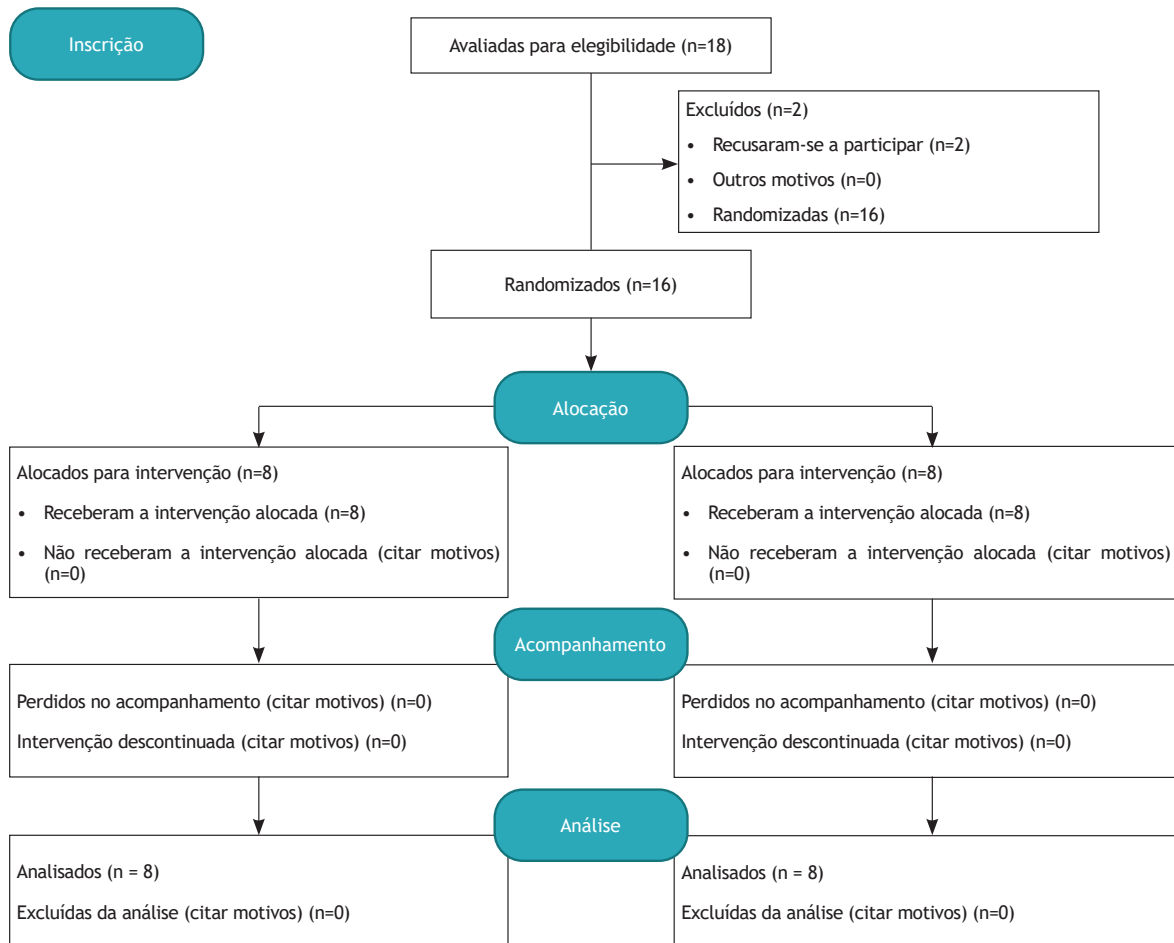 Inscrição
Avaliadas para elegibilidade (n=18)
Excluídos (n=2)
• Recusaram-se a participar (n=2)
• Outros motivos (n=0)
• Randomizadas (n=16)
Randomizados (n=16)
Alocação
Alocados para intervenção (n=8)
• Receberam a intervenção alocada (n=8)
• Não receberam a intervenção alocada (citar motivos)
(n=0)
Alocados para intervenção (n=8)
• Receberam a intervenção alocada (n=8)
• Não receberam a intervenção alocada (citar motivos)
(n=0)
Acompanhamento
Perdidos no acompanhamento (citar motivos) (n=0)
Intervenção descontinuada (citar motivos) (n=0)
Perdidos no acompanhamento (citar motivos) (n=0)
Intervenção descontinuada (citar motivos) (n=0)
Análise
Analisados (n = 8)
Excluídas da análise (citar motivos) (n=0)
Analisados (n = 8)
Excluídas da análise (citar motivos) (n=0)